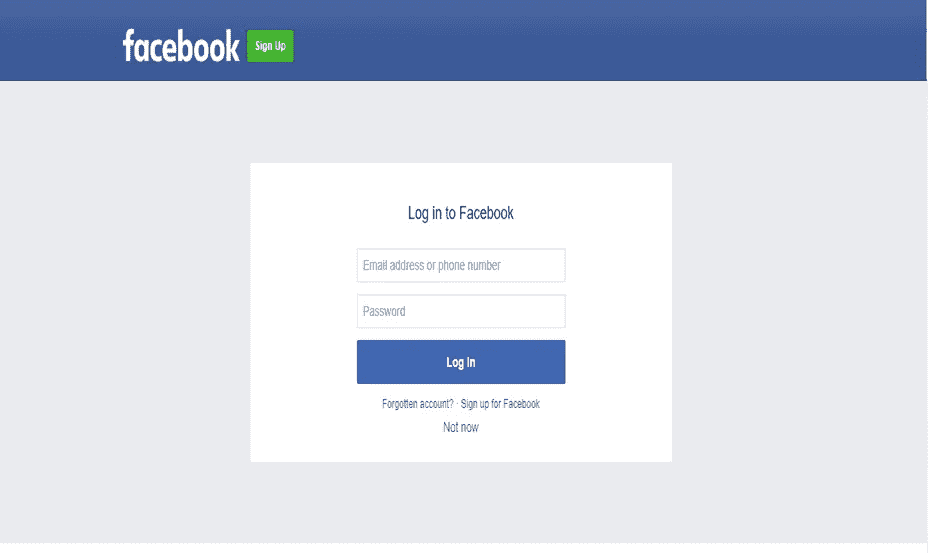 facebook Sign Up
Log in to Facebook
Email address or phone number
Password
Log In
Forgotten account? · Sign up for Facebook
Not now